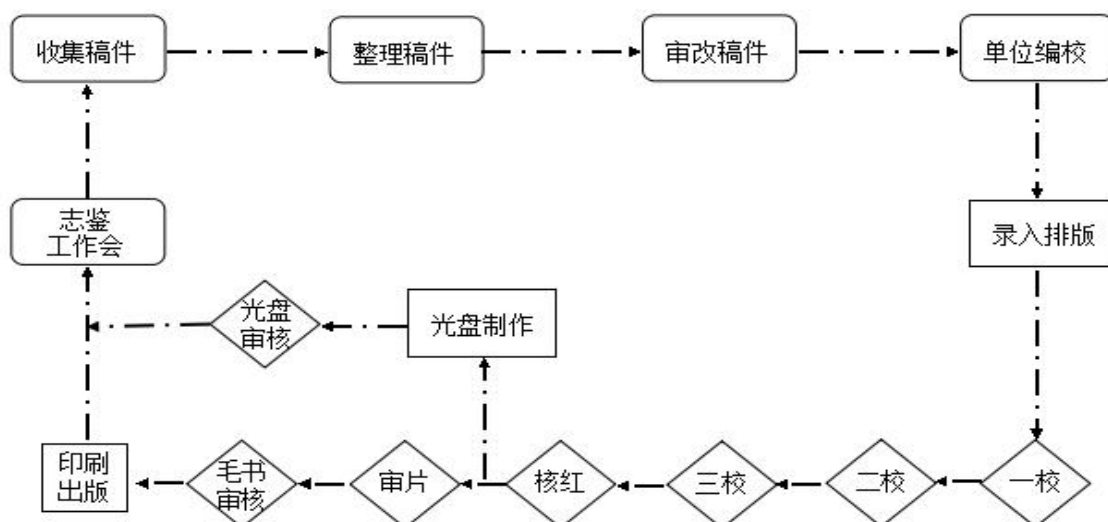 收集稿件
整理稿件
审改稿件
单位编校
志鉴
工作会
录入排版
光盘
审核
光盘制作
印刷
出版
毛书
审核
审片
核红
三校
二校
一校